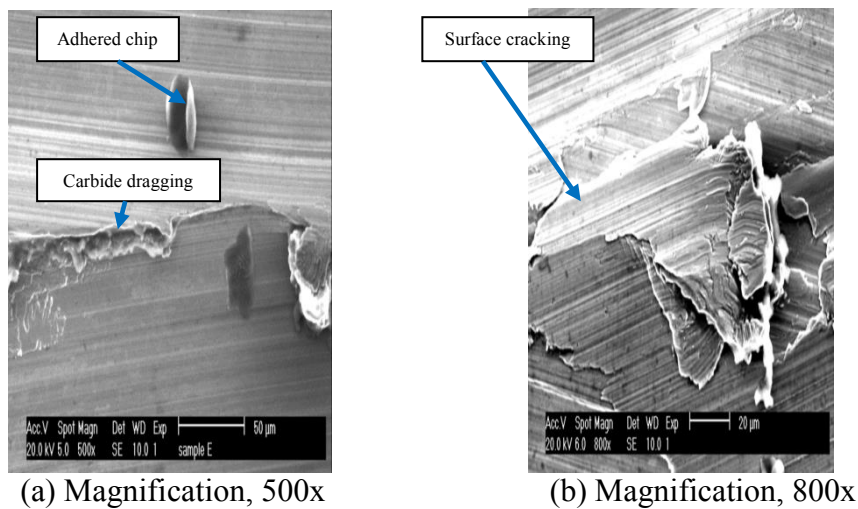 Adhered chip
Carbide dragging
Acc.V Spot Magn Det WD Exp 50 µm
20.0 kV 5.0 500x SE 10.0 1 sample E
(a) Magnification, 500x
Surface cracking
Acc.V Spot Magn Det WD Exp 20 µm
20.0 kV 6.0 800x SE 10.0 1
(b) Magnification, 800x